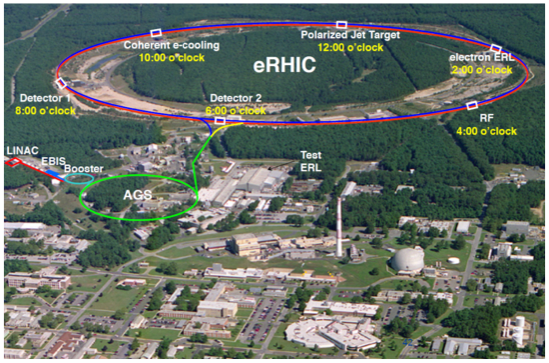 Polarized Jet Target
12:00 o'clock
Coherent e-cooling
10:00 o'clock
eRHIC
electron ERL
2:00 o'clock
Detector 1
8:00 o'clock
Detector 2
6:00 o'clock
RF
4:00 o'clock
LINAC
EBIS
Booster
Test
ERL
AGS